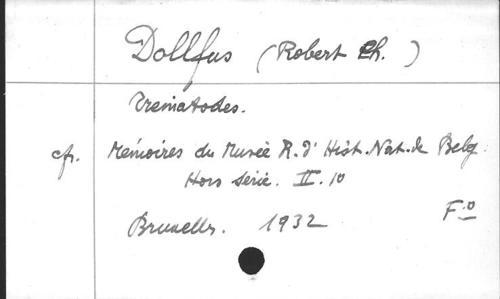 Dollfus (Robert Ph. )
Trematodes.
cfr. Mémoires du Musée R. d' Hist. Nat. de Belg.
Hors série. II. 10
Bruxelles. 1932 F.o